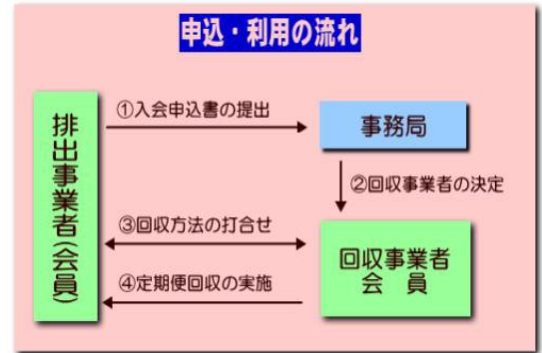 申込・利用の流れ
①入会申込書の提出
排出事業者(会員)
事務局
②回収事業者の決定
③回収方法の打合せ
回収事業者
会員
④定期便回収の実施